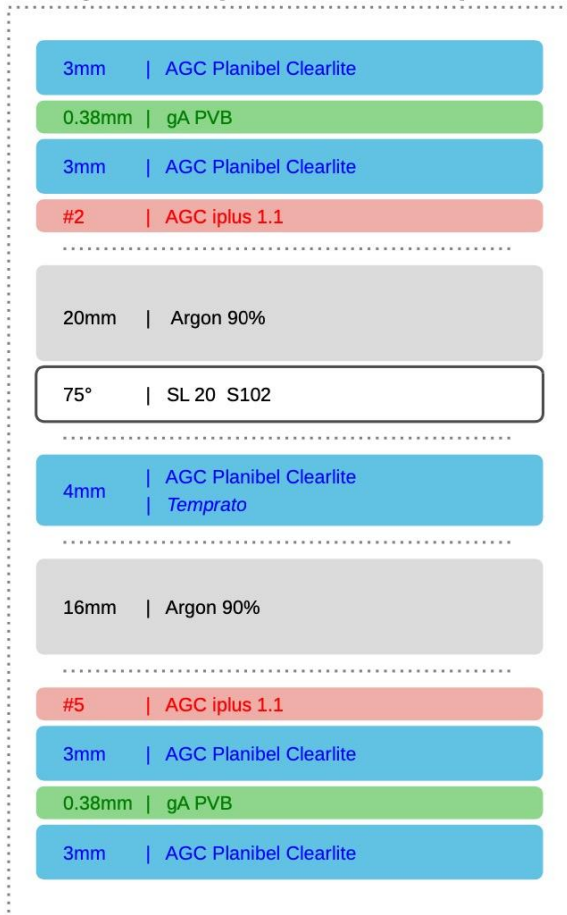 3mm | AGC Planibel Clearlite
0.38mm | gA PVB
3mm | AGC Planibel Clearlite
#2 | AGC iplus 1.1
20mm | Argon 90%
75° | SL 20 S102
4mm | AGC Planibel Clearlite
| Temprato
16mm | Argon 90%
#5 | AGC iplus 1.1
3mm | AGC Planibel Clearlite
0.38mm | gA PVB
3mm | AGC Planibel Clearlite